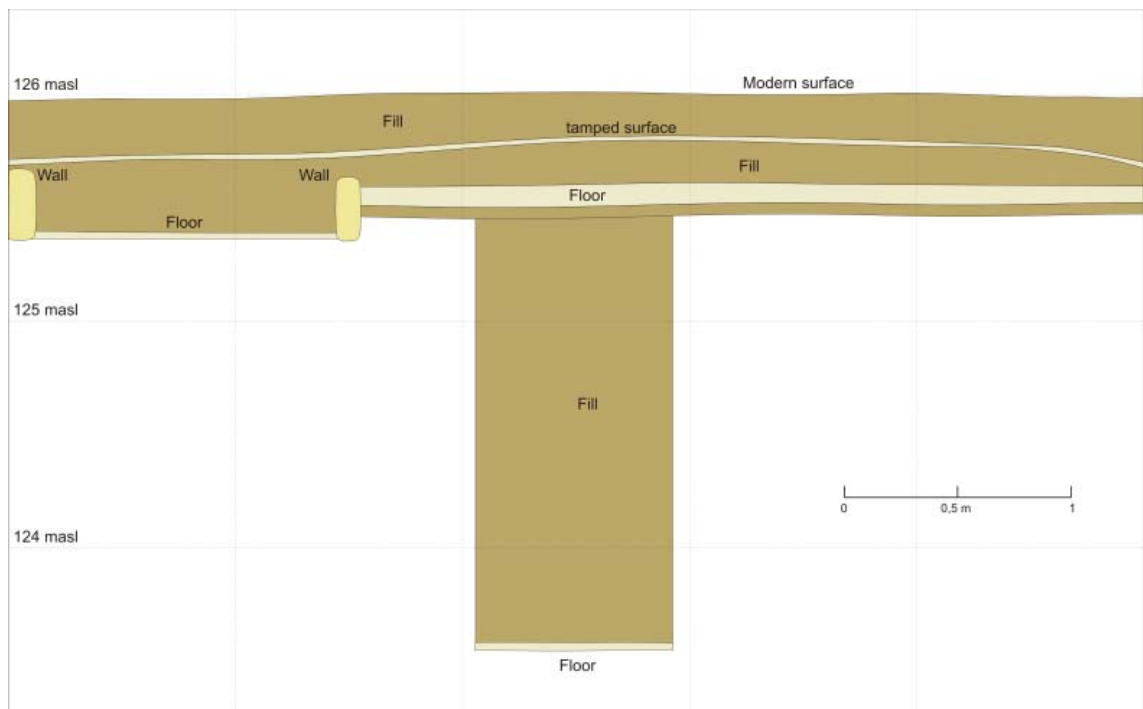 126 masl
Modern surface
Fill
tamped surface
Wall
Wall
Fill
Floor
Floor
125 masl
Fill
0
0,5 m
1
124 masl
Floor